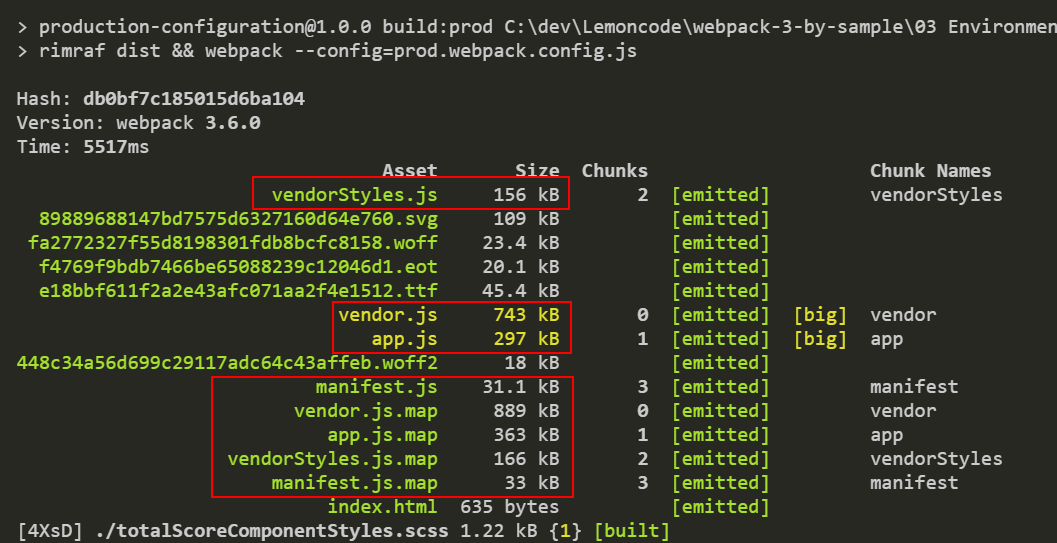 > production-configuration@1.0.0 build:prod C:\dev\Lemoncode\webpack-3-by-sample\03 Environmen
> rimraf dist && webpack --config=prod.webpack.config.js
Hash: db0bf7c185015d6ba104
Version: webpack 3.6.0
Time: 5517ms
Asset Size Chunks Chunk Names
vendorStyles.js 156 kB 2 [emitted] vendorStyles
89889688147bd7575d6327160d64e760.svg 109 kB [emitted]
fa2772327f55d8198301fdb8bcfc8158.woff 23.4 kB [emitted]
f4769f9bdb7466be65088239c12046d1.eot 20.1 kB [emitted]
e18bbf611f2a2e43afc071aa2f4e1512.ttf 45.4 kB [emitted]
vendor.js 743 kB 0 [emitted] [big] vendor
app.js 297 kB 1 [emitted] [big] app
448c34a56d699c29117adc64c43affeb.woff2 18 kB [emitted]
manifest.js 31.1 kB 3 [emitted] manifest
vendor.js.map 889 kB 0 [emitted] vendor
app.js.map 363 kB 1 [emitted] app
vendorStyles.js.map 166 kB 2 [emitted] vendorStyles
manifest.js.map 33 kB 3 [emitted] manifest
index.html 635 bytes [emitted]
[4XsD] ./totalScoreComponentStyles.scss 1.22 kB {1} [built]